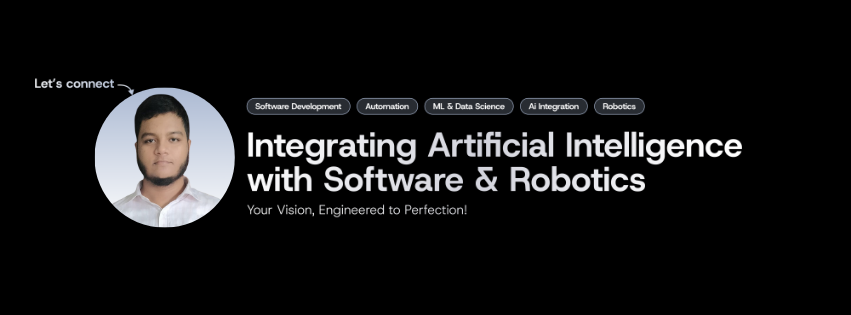 Let's connect
Software Development Automation ML & Data Science Ai Integration Robotics
Integrating Artificial Intelligence
with Software & Robotics
Your Vision, Engineered to Perfection!